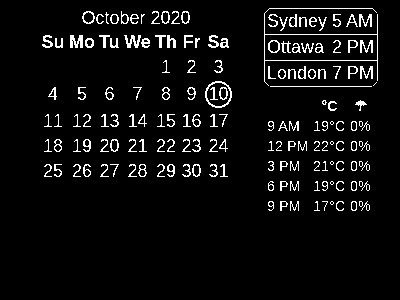 October 2020
Su Mo Tu We Th Fr Sa
1 2 3
4 5 6 7 8 9 10
11 12 13 14 15 16 17
18 19 20 21 22 23 24
25 26 27 28 29 30 31
Sydney 5 AM
Ottawa 2 PM
London 7 PM
°C ☂
9 AM 19°C 0%
12 PM 22°C 0%
3 PM 21°C 0%
6 PM 19°C 0%
9 PM 17°C 0%